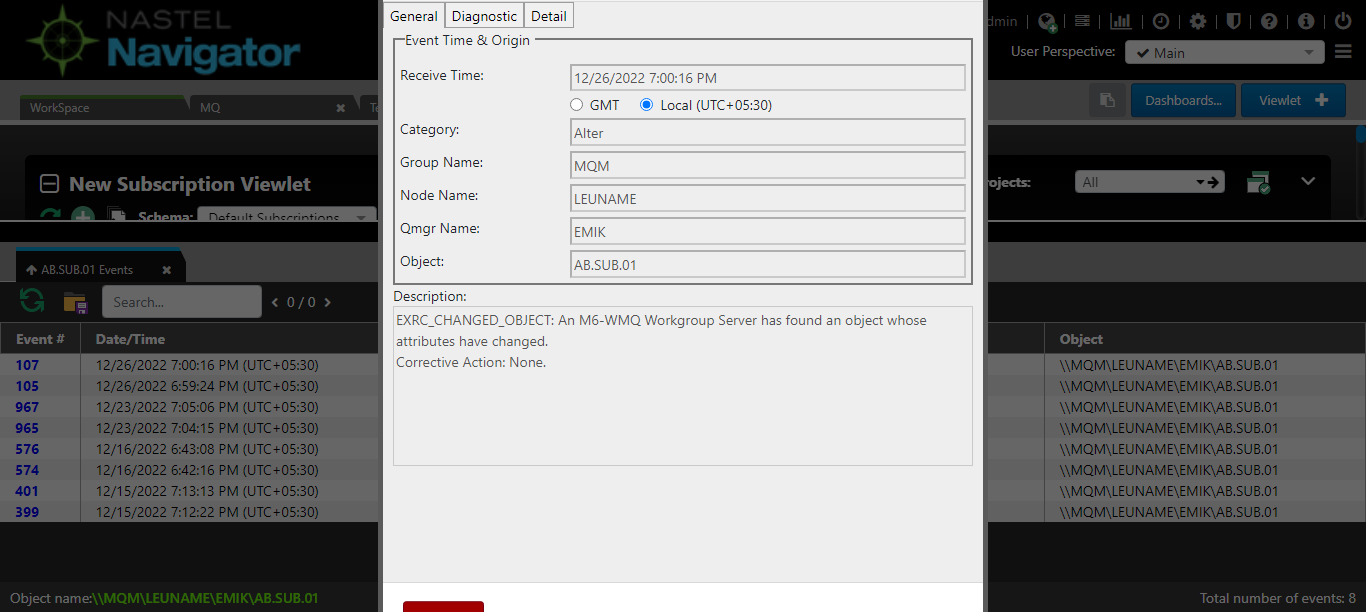 NASTEL
Navigator
dmin
User Perspective:
Main
WorkSpace
MQ
Te
Dashboards...
Viewlet
New Subscription Viewlet
Schema:
Default Subscriptions
rojects:
All
General
Diagnostic
Detail
Event Time & Origin
Receive Time:
12/26/2022 7:00:16 PM
GMT
Local (UTC+05:30)
Category:
Alter
Group Name:
MQM
Node Name:
LEUNAME
Qmgr Name:
EMIK
Object:
AB.SUB.01
Description:
EXRC_CHANGED_OBJECT: An M6-WMQ Workgroup Server has found an object whose
attributes have changed.
Corrective Action: None.
AB.SUB.01 Events
Search...
0 / 0
Event # Date/Time Object
107 12/26/2022 7:00:16 PM (UTC+05:30) \\MQM\LEUNAME\EMIK\AB.SUB.01
105 12/26/2022 6:59:24 PM (UTC+05:30) \\MQM\LEUNAME\EMIK\AB.SUB.01
967 12/23/2022 7:05:06 PM (UTC+05:30) \\MQM\LEUNAME\EMIK\AB.SUB.01
965 12/23/2022 7:04:15 PM (UTC+05:30) \\MQM\LEUNAME\EMIK\AB.SUB.01
576 12/16/2022 6:43:08 PM (UTC+05:30) \\MQM\LEUNAME\EMIK\AB.SUB.01
574 12/16/2022 6:42:16 PM (UTC+05:30) \\MQM\LEUNAME\EMIK\AB.SUB.01
401 12/15/2022 7:13:13 PM (UTC+05:30) \\MQM\LEUNAME\EMIK\AB.SUB.01
399 12/15/2022 7:12:22 PM (UTC+05:30) \\MQM\LEUNAME\EMIK\AB.SUB.01
Object name:\\MQM\LEUNAME\EMIK\AB.SUB.01
Total number of events: 8